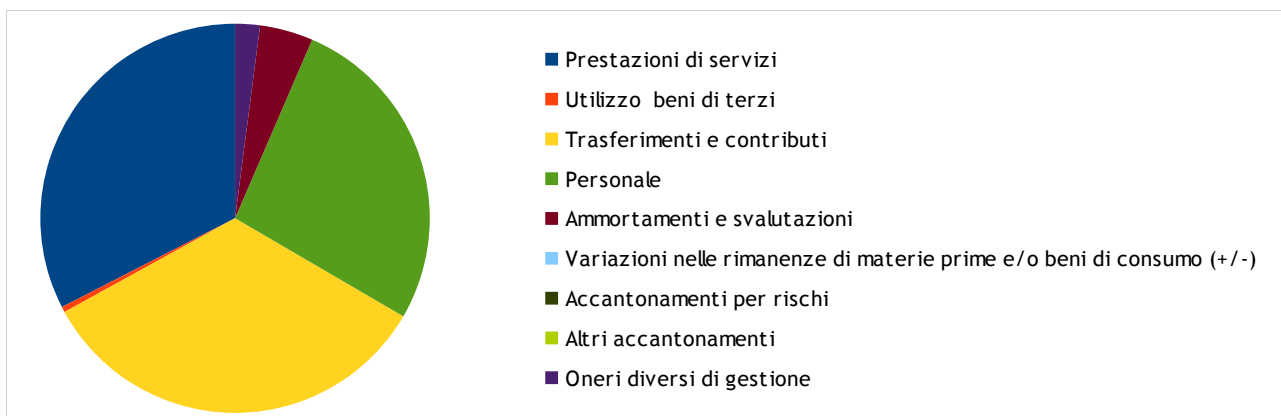 Prestazioni di servizi
Utilizzo beni di terzi
Trasferimenti e contributi
Personale
Ammortamenti e svalutazioni
Variazioni nelle rimanenze di materie prime e/o beni di consumo (+/-)
Accantonamenti per rischi
Altri accantonamenti
Oneri diversi di gestione